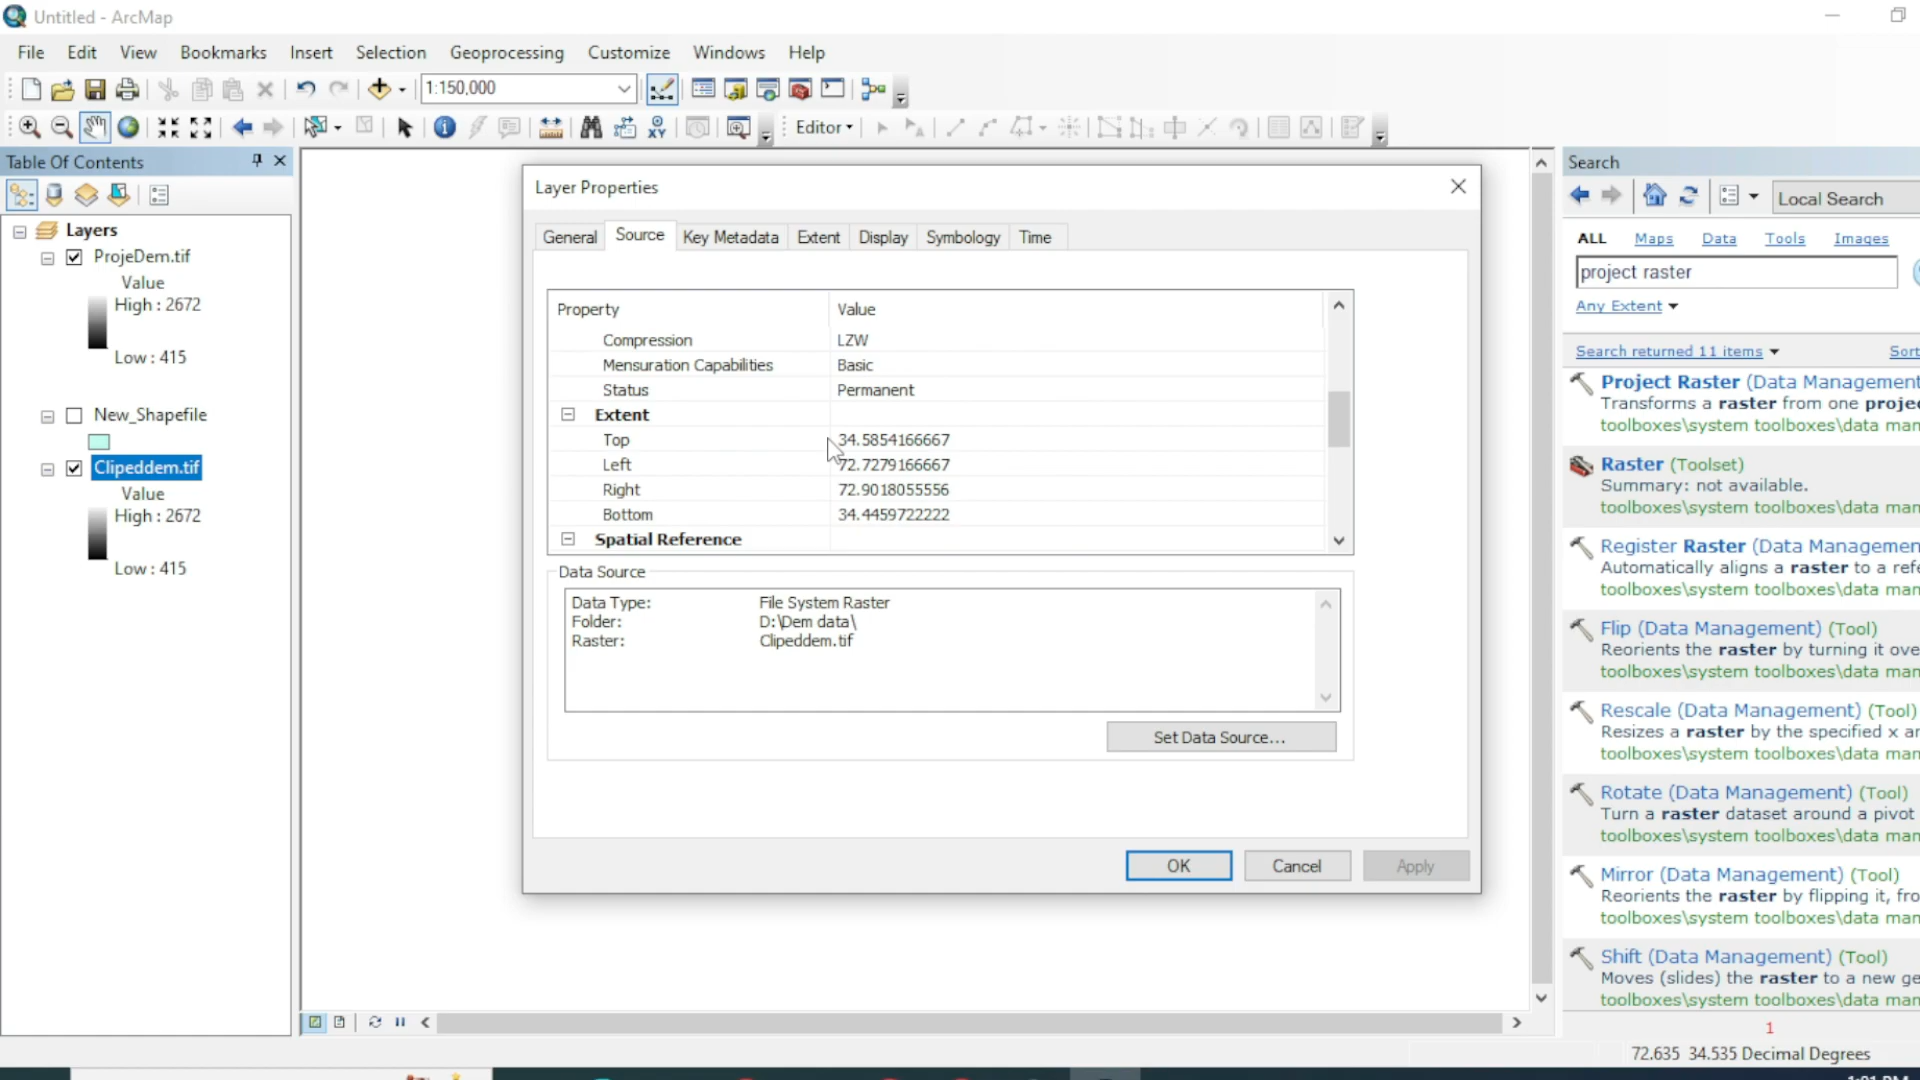 Untitled - ArcMap
File Edit View Bookmarks Insert Selection Geoprocessing Customize Windows Help
1:150,000
Editor
Table Of Contents
Layers
ProjeDem.tif
Value
High : 2672
Low : 415
New_Shapefile
Clipeddem.tif
Value
High : 2672
Low : 415
Layer Properties
General Source Key Metadata Extent Display Symbology Time
Property Value
Compression LZW
Mensuration Capabilities Basic
Status Permanent
Extent
Top 34.5854166667
Left 72.7279166667
Right 72.9018055556
Bottom 34.4459722222
Spatial Reference
Data Source
Data Type: File System Raster
Folder: D:\Dem data\
Raster: Clipeddem.tif
Set Data Source...
OK Cancel Apply
Search
Local Search
ALL Maps Data Tools Images
project raster
Any Extent
Search returned 11 items Sort
Project Raster (Data Management
Transforms a raster from one projec
toolboxes\system toolboxes\data man
Raster (Toolset)
Summary: not available.
toolboxes\system toolboxes\data man
Register Raster (Data Managemen
Automatically aligns a raster to a refe
toolboxes\system toolboxes\data man
Flip (Data Management) (Tool)
Reorients the raster by turning it ove
toolboxes\system toolboxes\data man
Rescale (Data Management) (Tool)
Resizes a raster by the specified x an
toolboxes\system toolboxes\data man
Rotate (Data Management) (Tool)
Turn a raster dataset around a pivot
toolboxes\system toolboxes\data man
Mirror (Data Management) (Tool)
Reorients the raster by flipping it, fro
toolboxes\system toolboxes\data man
Shift (Data Management) (Tool)
Moves (slides) the raster to a new ge
toolboxes\system toolboxes\data man
1
72.635 34.535 Decimal Degrees